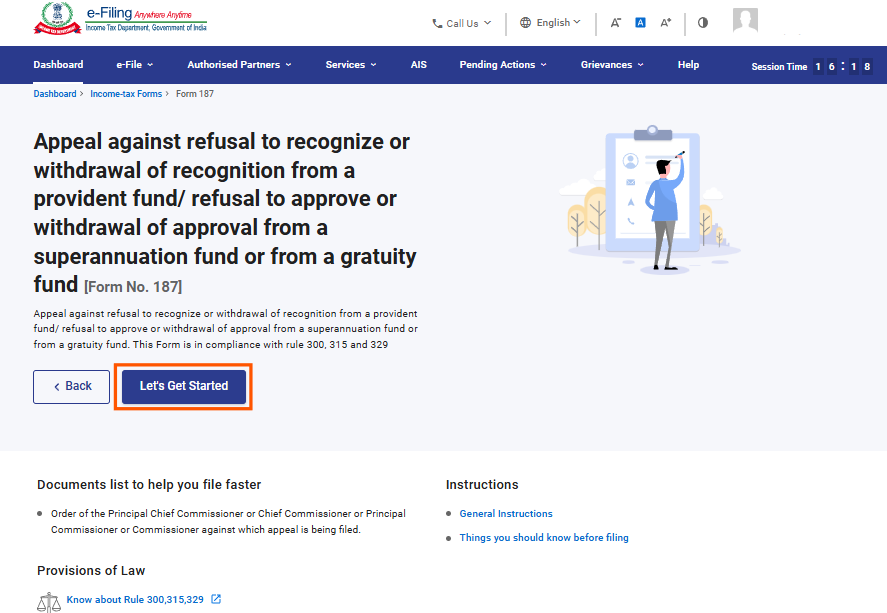 e-Filing Anywhere Anytime
Income Tax Department, Government of India
Call Us
English
A-
A
A+
Dashboard
e-File
Authorised Partners
Services
AIS
Pending Actions
Grievances
Help
Session Time 1 6 : 1 8
Dashboard > Income-tax Forms > Form 187
Appeal against refusal to recognize or
withdrawal of recognition from a
provident fund/ refusal to approve or
withdrawal of approval from a
superannuation fund or from a gratuity
fund [Form No. 187]
Appeal against refusal to recognize or withdrawal of recognition from a provident
fund/ refusal to approve or withdrawal of approval from a superannuation fund or
from a gratuity fund. This Form is in compliance with rule 300, 315 and 329
< Back
Let's Get Started
Documents list to help you file faster
Order of the Principal Chief Commissioner or Chief Commissioner or Principal
Commissioner or Commissioner against which appeal is being filed.
Instructions
General Instructions
Things you should know before filing
Provisions of Law
Know about Rule 300,315,329